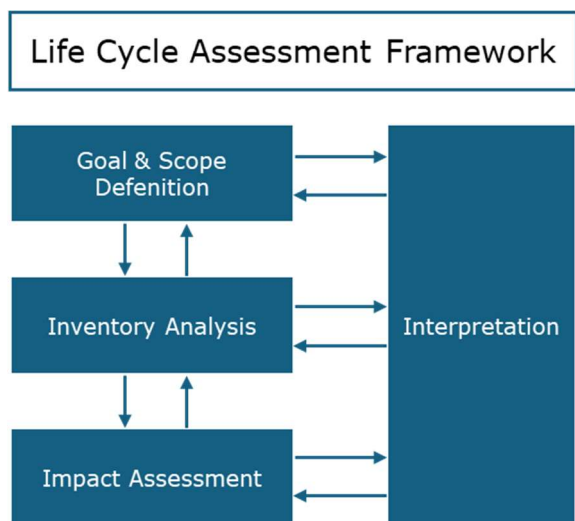 Life Cycle Assessment Framework
Goal & Scope
Defenition
Inventory Analysis
Interpretation
Impact Assessment